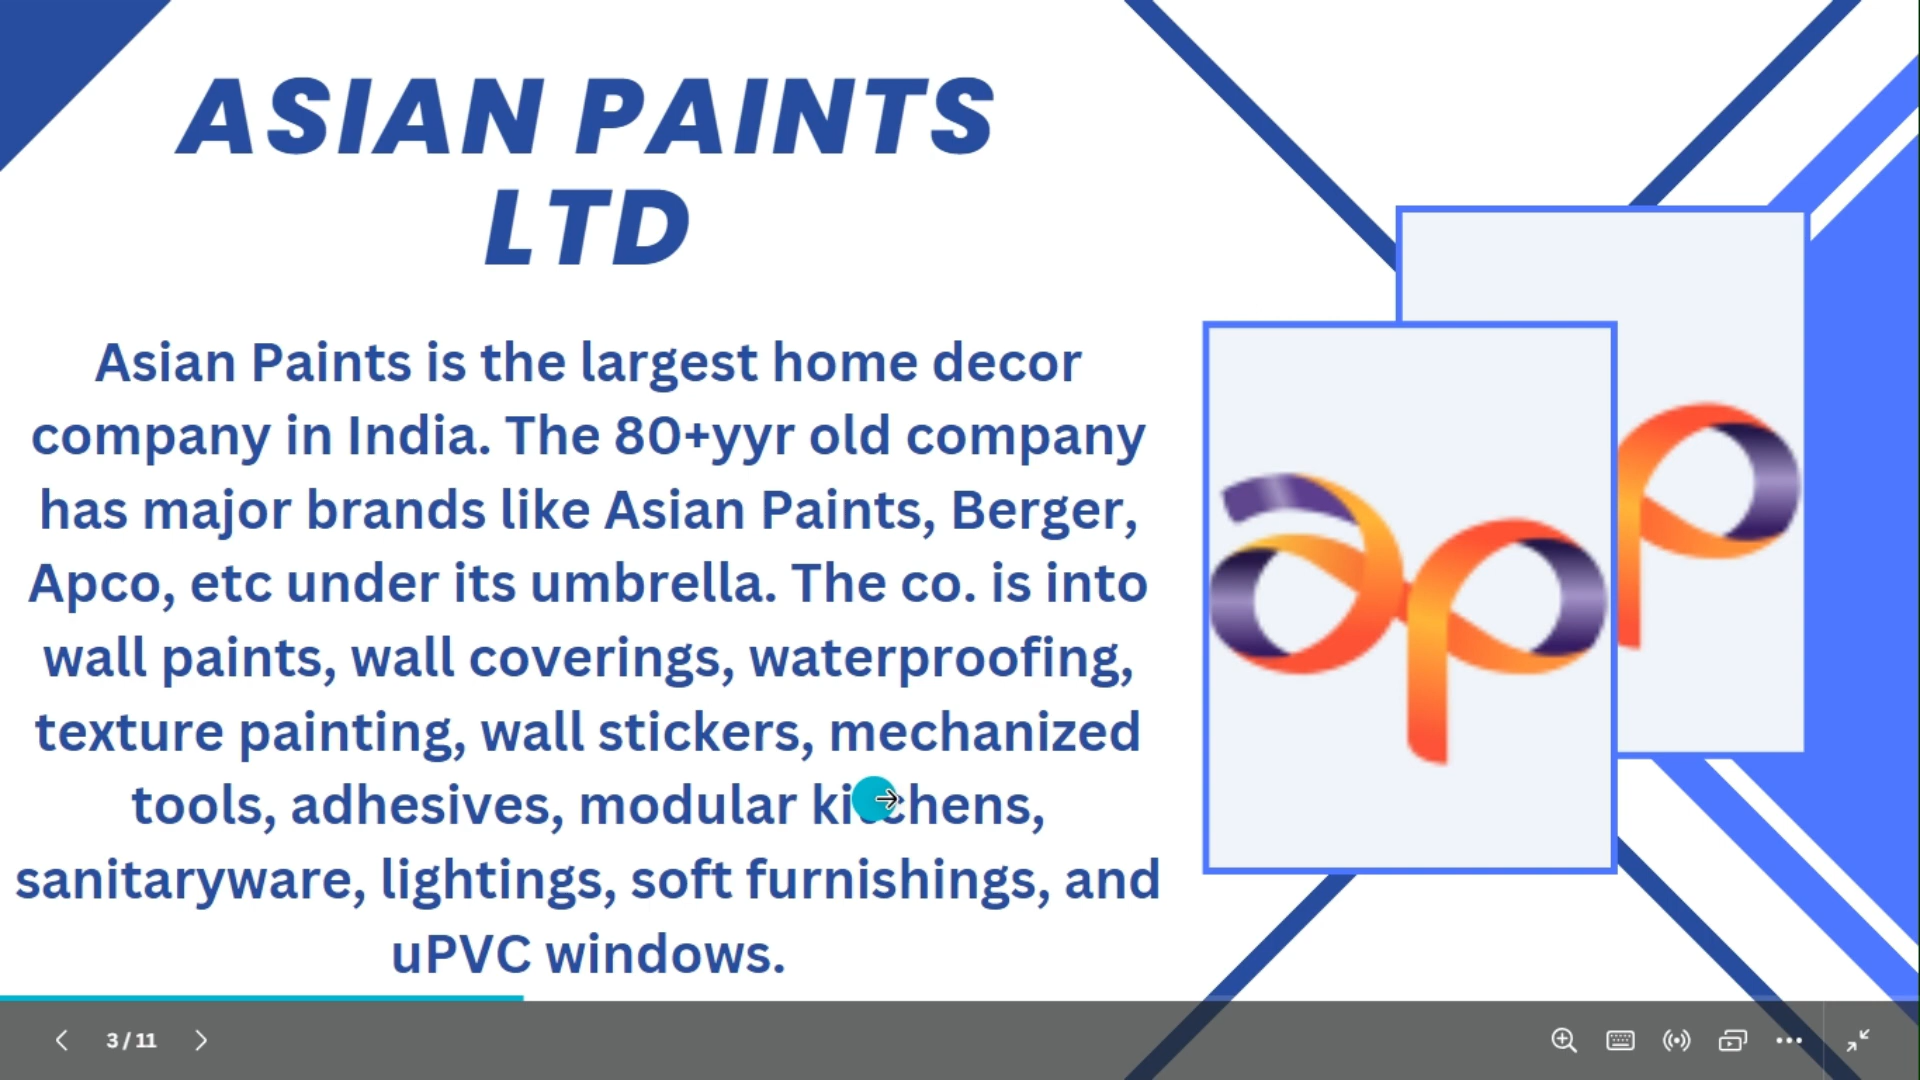 ASIAN PAINTS
LTD
Asian Paints is the largest home decor
company in India. The 80+yyr old company
has major brands like Asian Paints, Berger,
Apco, etc under its umbrella. The co. is into
wall paints, wall coverings, waterproofing,
texture painting, wall stickers, mechanized
tools, adhesives, modular kitchens,
sanitaryware, lightings, soft furnishings, and
uPVC windows.
ap
p
3 / 11